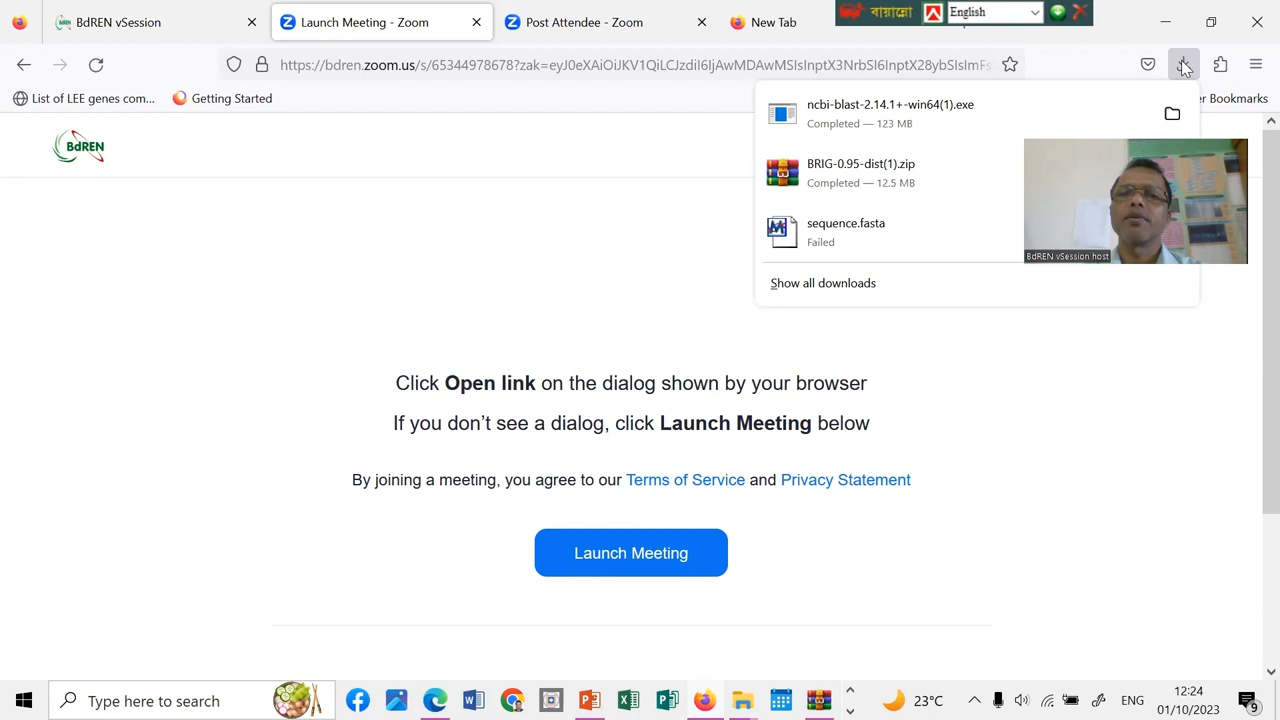 BdREN vSession
Launch Meeting - Zoom
Post Attendee - Zoom
New Tab
বায়ান্নো
English
https://bdren.zoom.us/s/65344978678?zak=eyJ0eXAiOiJKV1QiLCJzdiI6IjAwMDAwMSIsInptX3NrbSI6InptX28ybSIsImFs
List of LEE genes com...
Getting Started
er Bookmarks
BdREN
ncbi-blast-2.14.1+-win64(1).exe
Completed — 123 MB
BRIG-0.95-dist(1).zip
Completed — 12.5 MB
sequence.fasta
Failed
Show all downloads
BdREN vSession host
Click Open link on the dialog shown by your browser
If you don’t see a dialog, click Launch Meeting below
By joining a meeting, you agree to our Terms of Service and Privacy Statement
Launch Meeting
Type here to search
23°C
ENG
12:24
01/10/2023
9